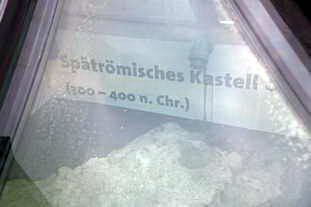 Spätrömisches Kastell
(300 – 400 n. Chr.)